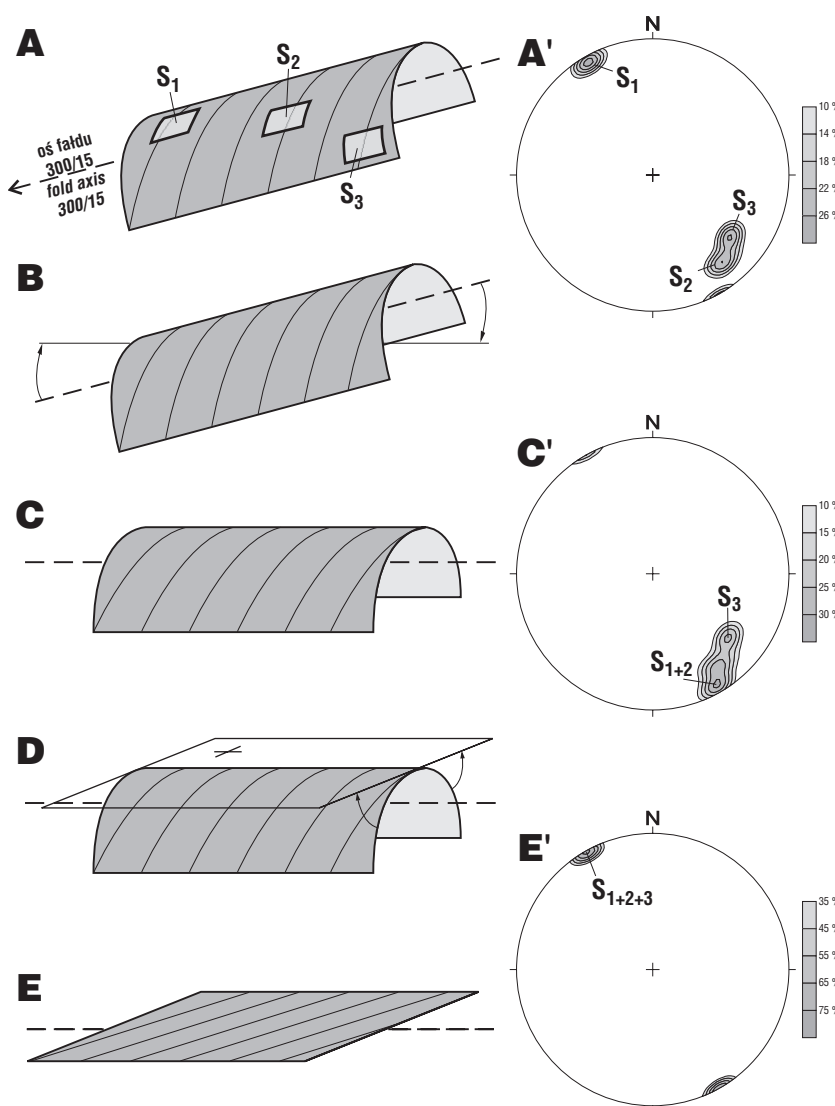 A
S1
S2
S3
oś fałdu
300/15
fold axis
300/15
A'
N
S1
S3
S2
10 %
14 %
18 %
22 %
26 %
B
C
C'
N
S3
S1+2
10 %
15 %
20 %
25 %
30 %
D
E'
N
S1+2+3
35 %
45 %
55 %
65 %
75 %
E